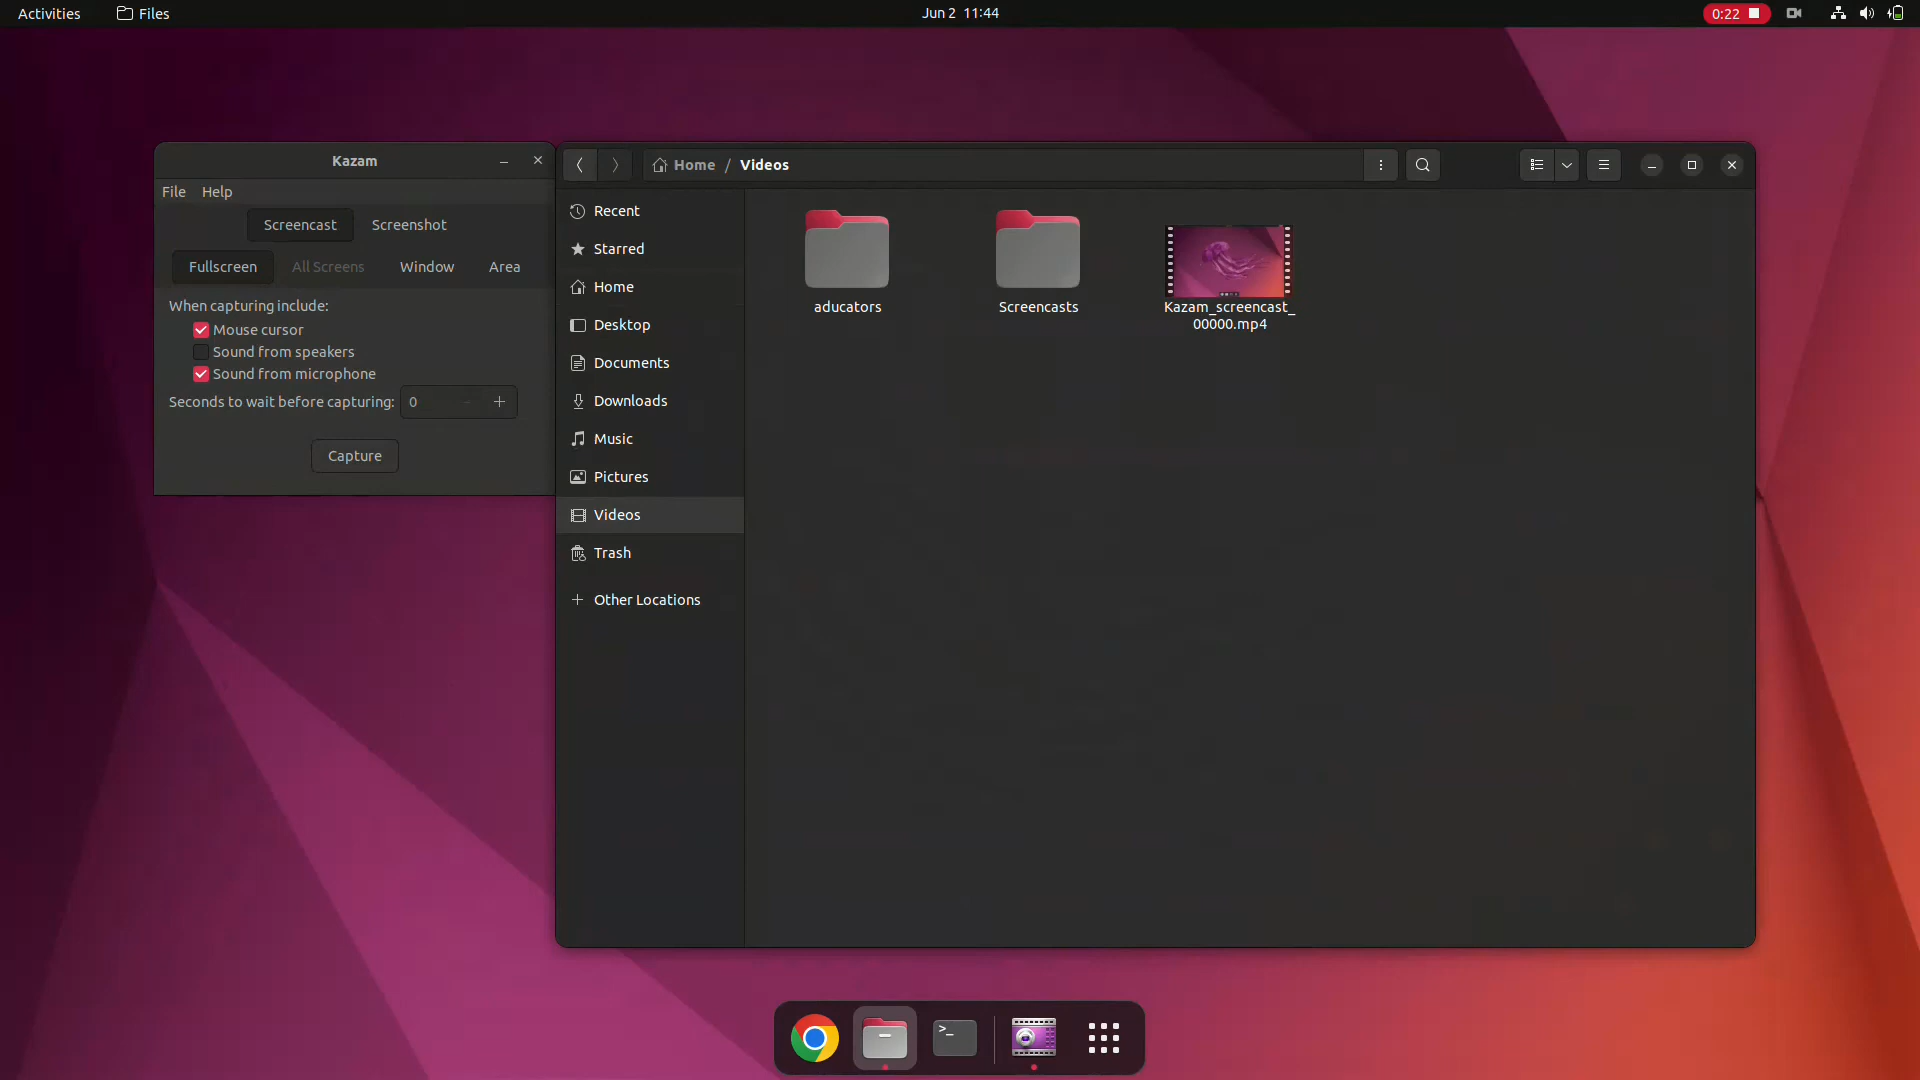 Activities Files Jun 2 11:44 0:22
Kazam
File Help
Screencast Screenshot
Fullscreen All Screens Window Area
When capturing include:
Mouse cursor
Sound from speakers
Sound from microphone
Seconds to wait before capturing: 0
Capture
Home / Videos
Recent
Starred
Home
Desktop
Documents
Downloads
Music
Pictures
Videos
Trash
Other Locations
aducators
Screencasts
Kazam_screencast_
00000.mp4